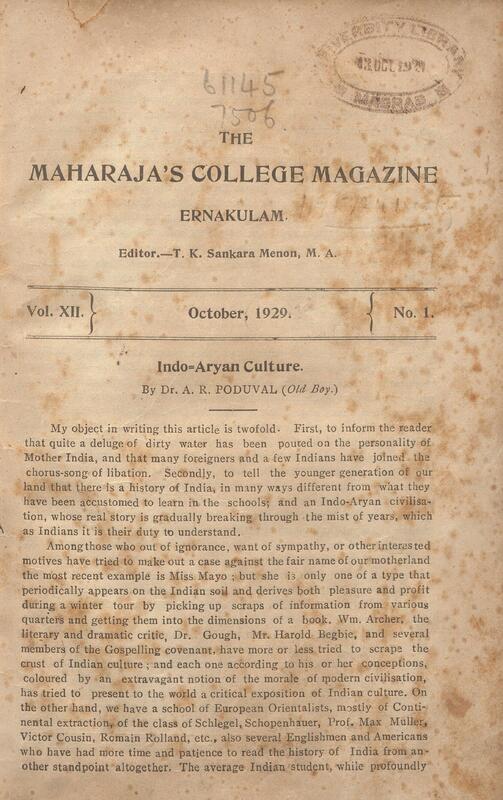 UNIVERSITY LIBRARY
MADRAS
61145
7506
THE
MAHARAJA'S COLLEGE MAGAZINE
ERNAKULAM.
Editor.—T. K. Sankara Menon, M. A.
Vol. XII. October, 1929. No. 1.
Indo=Aryan Culture.
By Dr. A. R. PODUVAL (Old Boy.)
My object in writing this article is twofold. First, to inform the reader
that quite a deluge of dirty water has been poured on the personality of
Mother India, and that many foreigners and a few Indians have joined the
chorus-song of libation. Secondly, to tell the younger generation of our
land that there is a history of India, in many ways different from what they
have been accustomed to learn in the schools; and an Indo-Aryan civilisa-
tion, whose real story is gradually breaking through the mist of years, which
as Indians it is their duty to understand.
Among those who out of ignorance, want of sympathy, or other interested
motives have tried to make out a case against the fair name of our motherland
the most recent example is Miss Mayo; but she is only one of a type that
periodically appears on the Indian soil and derives both pleasure and profit
during a winter tour by picking up scraps of information from various
quarters and getting them into the dimensions of a book. Wm. Archer, the
literary and dramatic critic, Dr. Gough, Mr. Harold Begbie, and several
members of the Gospelling covenant, have more or less tried to scrape the
crust of Indian culture; and each one according to his or her conceptions,
coloured by an extravagant notion of the morale of modern civilisation,
has tried to present to the world a critical exposition of Indian culture. On
the other hand, we have a school of European Orientalists, mostly of Conti-
nental extraction, of the class of Schlegel, Schopenhauer, Prof. Max Muller,
Victor Cousin, Romain Rolland, etc., also several Englishmen and Americans
who have had more time and patience to read the history of India from an-
other standpoint altogether. The average Indian student, while profoundly